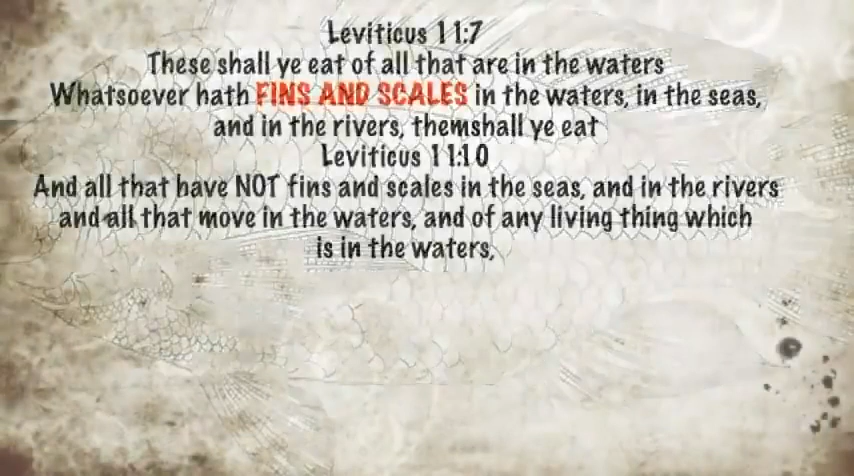 Leviticus 11:7
These shall ye eat of all that are in the waters
Whatsoever hath FINS AND SCALES in the waters, in the seas,
and in the rivers, themshall ye eat
Leviticus 11:10
And all that have NOT fins and scales in the seas, and in the rivers
and all that move in the waters, and of any living thing which
is in the waters,